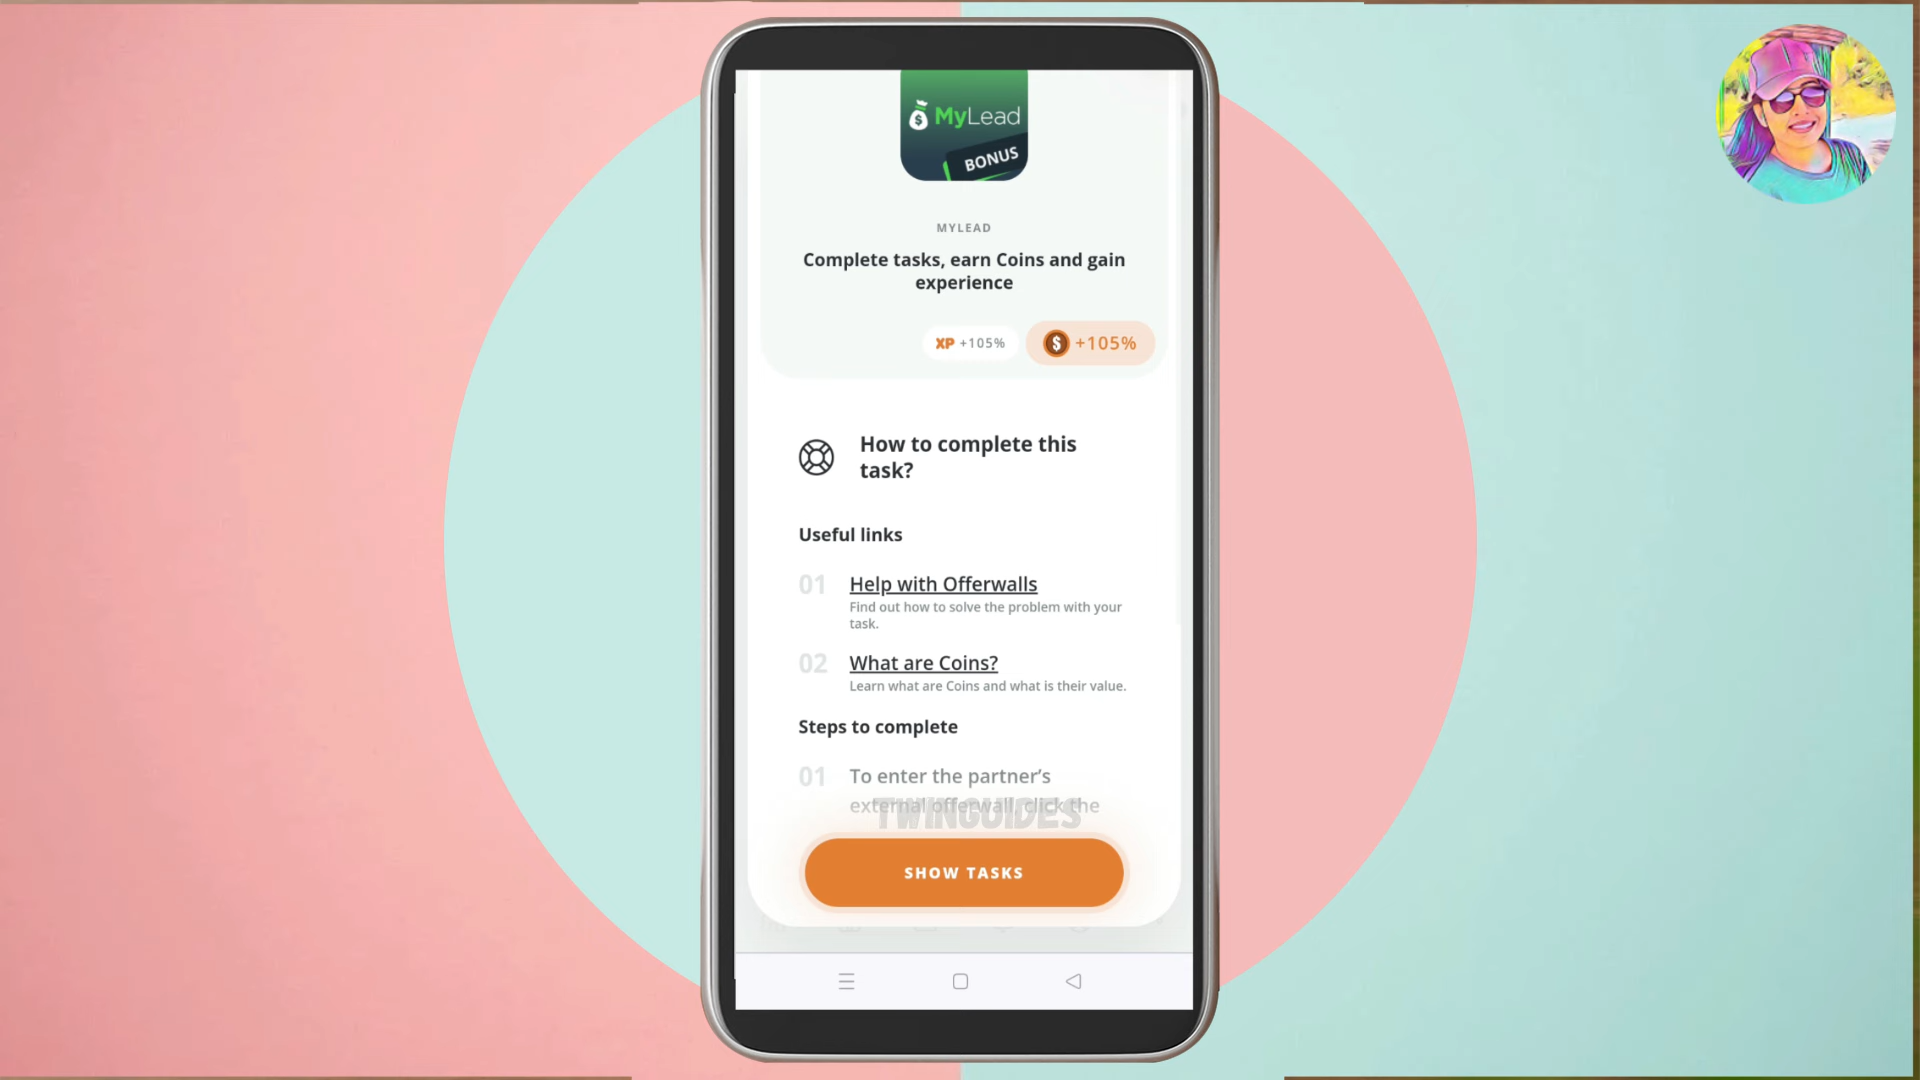 MyLead
BONUS
MYLEAD
Complete tasks, earn Coins and gain
experience
XP +105%
$ +105%
How to complete this
task?
Useful links
01 Help with Offerwalls
Find out how to solve the problem with your
task.
02 What are Coins?
Learn what are Coins and what is their value.
Steps to complete
01 To enter the partner's
external offerwall, click the
TWINGUIDES
SHOW TASKS